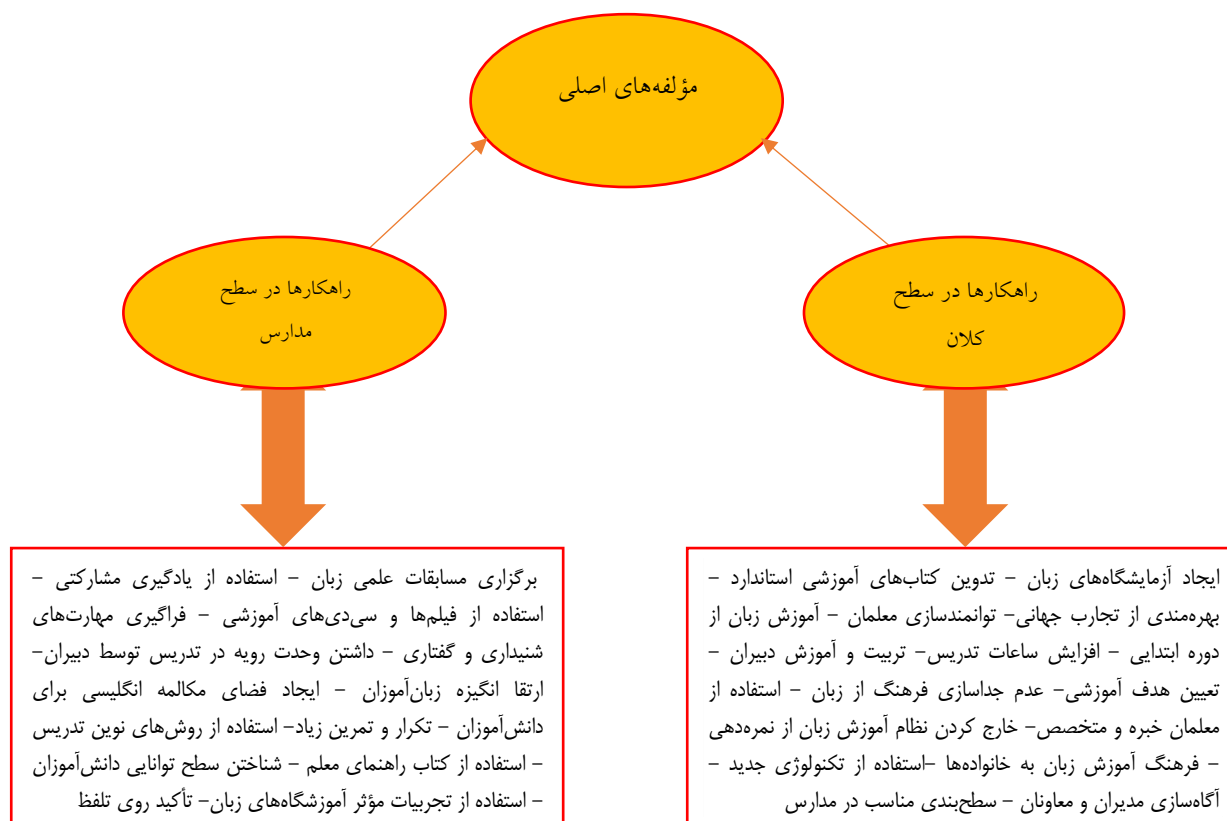 مؤلفه‌های اصلی
راهکارها در سطح
کلان
راهکارها در سطح
مدارس
ایجاد آزمایشگاه‌های زبان – تدوین کتاب‌های آموزشی استاندارد –
بهره‌مندی از تجارب جهانی– توانمندسازی معلمان – آموزش زبان از
دوره ابتدایی – افزایش ساعات تدریس– تربیت و آموزش دبیران –
تعیین هدف آموزشی– عدم جداسازی فرهنگ از زبان – استفاده از
معلمان خبره و متخصص– خارج کردن نظام آموزش زبان از نمره‌دهی
– فرهنگ آموزش زبان به خانواده‌ها –استفاده از تکنولوژی جدید –
آگاه‌سازی مدیران و معاونان – سطح‌بندی مناسب در مدارس
برگزاری مسابقات علمی زبان – استفاده از یادگیری مشارکتی –
استفاده از فیلم‌ها و سی‌دی‌های آموزشی – فراگیری مهارت‌های
شنیداری و گفتاری – داشتن وحدت رویه در تدریس توسط دبیران–
ارتقا انگیزه زبان‌آموزان – ایجاد فضای مکالمه انگلیسی برای
دانش‌آموزان – تکرار و تمرین زیاد– استفاده از روش‌های نوین تدریس
– استفاده از کتاب راهنمای معلم – شناختن سطح توانایی دانش‌آموزان
– استفاده از تجربیات مؤثر آموزشگاه‌های زبان– تأکید روی تلفظ